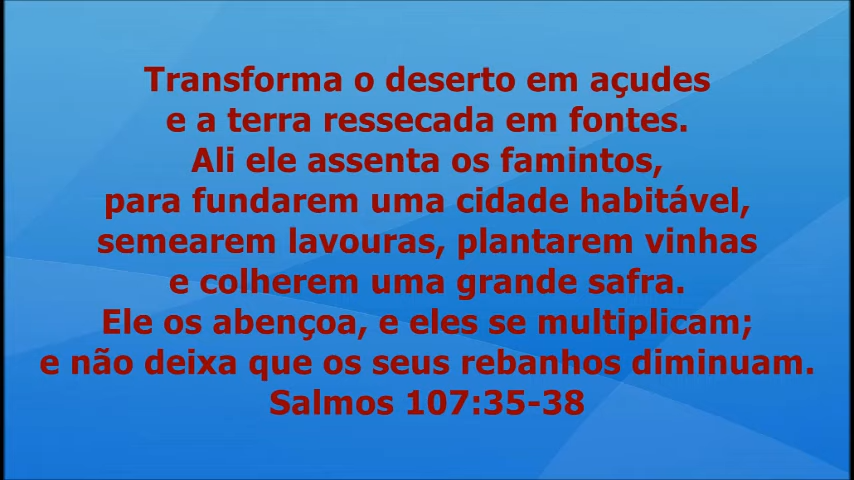 Transforma o deserto em açudes
e a terra ressecada em fontes.
Ali ele assenta os famintos,
para fundarem uma cidade habitável,
semearem lavouras, plantarem vinhas
e colherem uma grande safra.
Ele os abençoa, e eles se multiplicam;
e não deixa que os seus rebanhos diminuam.
Salmos 107:35-38